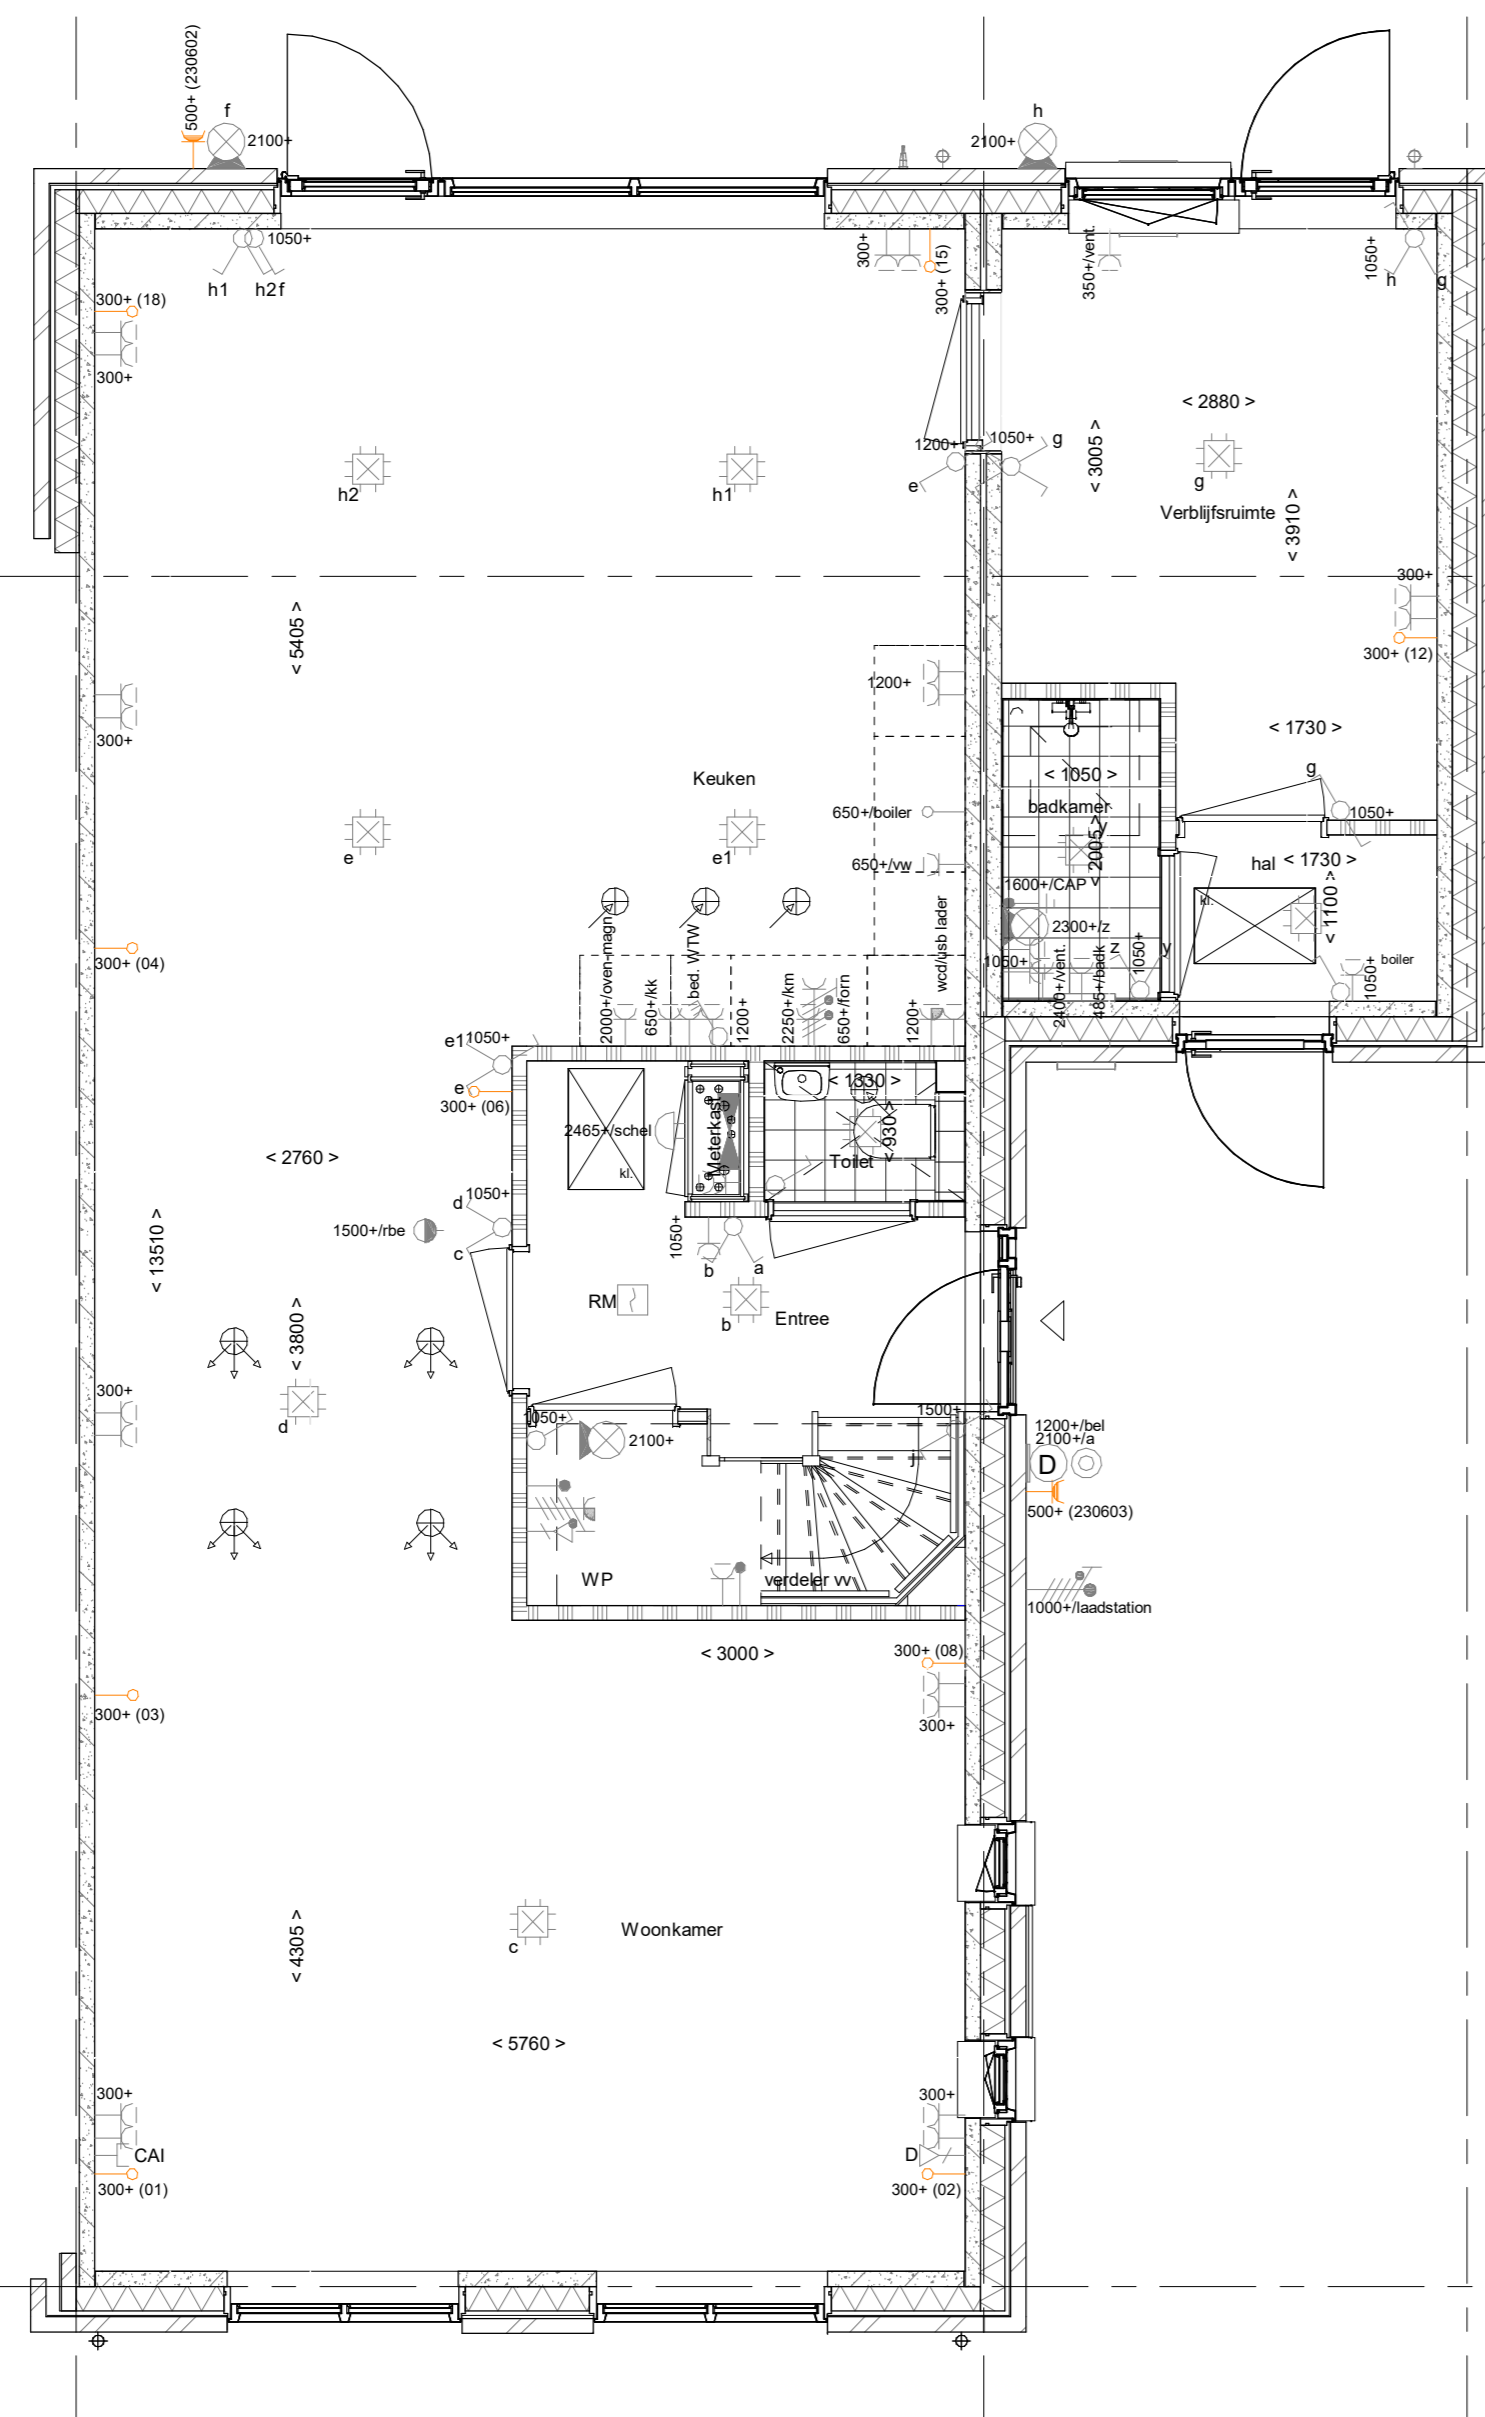 500+ (230602)
f
2100+
h
2100+
1050+
h1
h2f
300+
300+ (15)
350+/vent.
1050+
h
g
300+ (18)
300+
< 2880 >
< 3005 >
1200+
1050+
g
e
h2
h1
g
Verblijfsruimte
< 3910 >
300+
300+ (12)
< 5405 >
1200+
300+
< 1730 >
Keuken
< 1050 >
g
badkamer
650+/boiler
1050+
y
< 2005 >
e
e1
650+/vw
hal
< 1730 >
1600+/CAP
kl.
< 1100 >
2300+/z
300+ (04)
2000+/oven-magn
650+/kk
bed. WTW
1200+
2250+/km
650+/forn
wcd/usb lader
1200+
1050+
2400+/vent.
485+/badk
z
1050+
y
1050+
boiler
e1
1050+
e
300+ (06)
< 1330 >
2465+/schel
Meterkast
< 930 >
kl.
Toilet
< 2760 >
d
1050+
1500+/rbe
c
1050+
b
a
< 13510 >
RM
b
Entree
< 3800 >
300+
d
1050+
2100+
1500+
j
1200+/bel
2100+/a
D
500+ (230603)
WP
verdeler vv
1000+/laadstation
< 3000 >
300+ (08)
300+
300+ (03)
< 4305 >
c
Woonkamer
< 5760 >
300+
CAI
300+ (01)
300+
D
300+ (02)